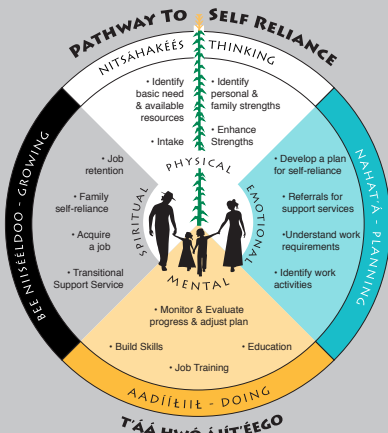 PATHWAY TO SELF RELIANCE
NITSÁHAKÉÉS THINKING
• Identify
basic need
& available
resources
• Intake
• Identify
personal &
family strengths
• Enhance
Strengths
NAHAT'Á - PLANNING
• Develop a plan
for self-reliance
• Referrals for
support services
•Understand work
requirements
• Identify work
activities
AADÍÍŁIIŁ - DOING
• Monitor & Evaluate
progress & adjust plan
• Build Skills
• Education
• Job Training
BEE NIISÉÉLDOO - GROWING
• Job
retention
• Family
self-reliance
• Acquire
a job
• Transitional
Support Service
PHYSICAL
EMOTIONAL
MENTAL
SPIRITUAL
T'ÁÁ HWÓ ÁJÍT'ÉEGO